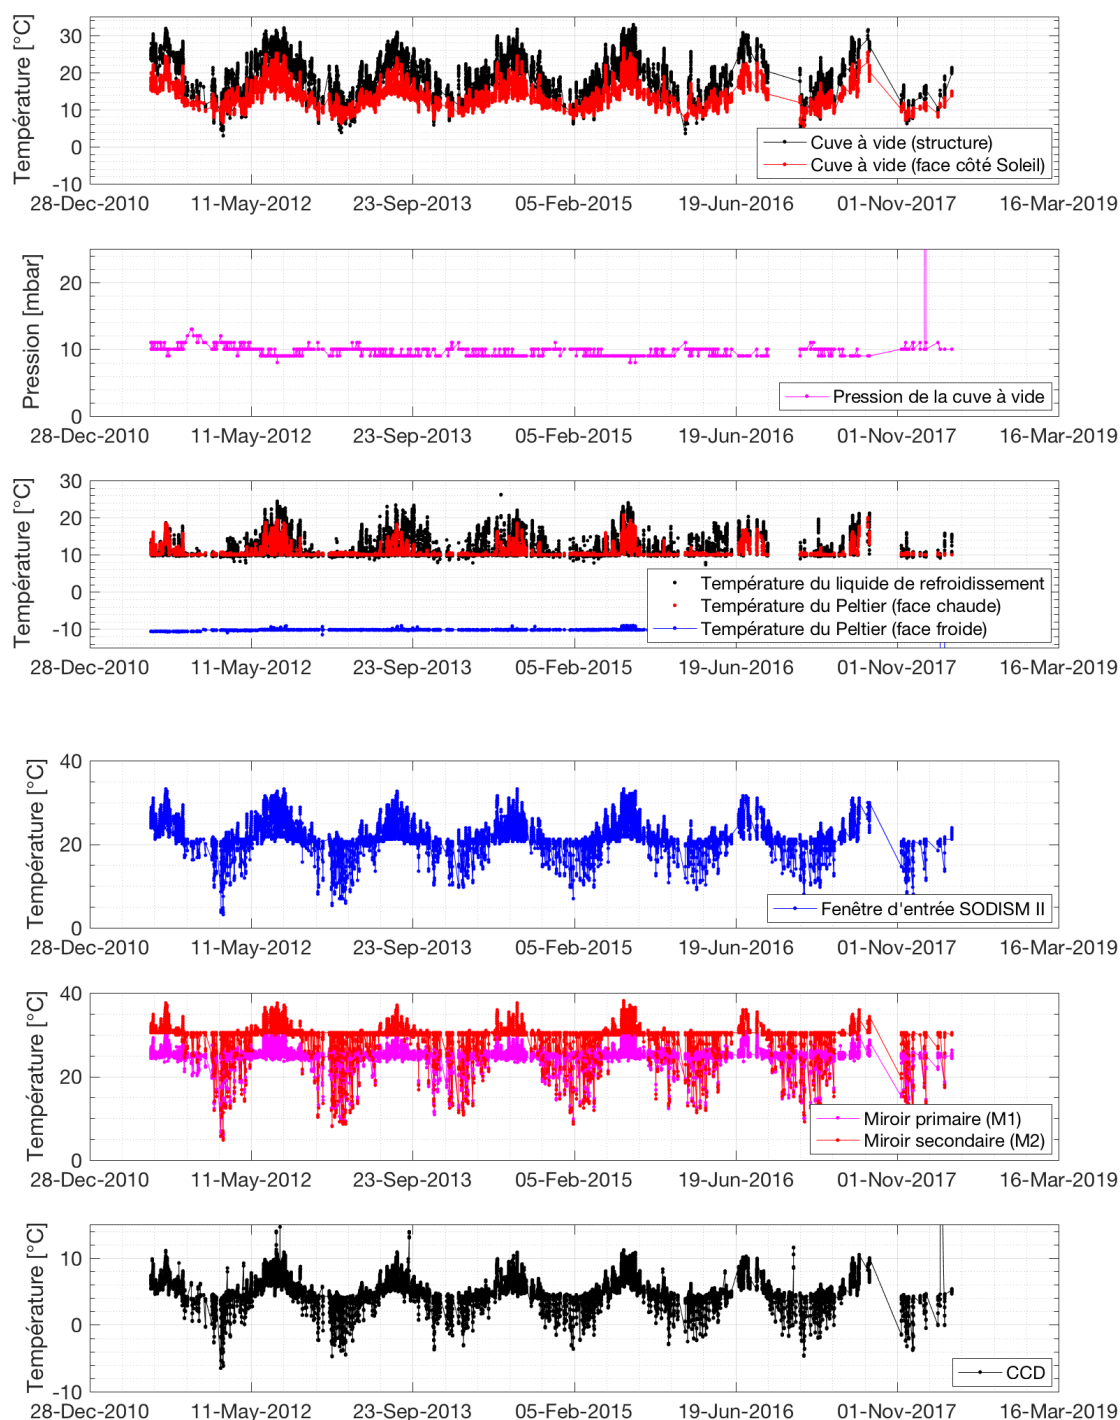 Température [°C]
30
20
10
0
-10
Cuve à vide (structure)
Cuve à vide (face côté Soleil)
28-Dec-2010 11-May-2012 23-Sep-2013 05-Feb-2015 19-Jun-2016 01-Nov-2017 16-Mar-2019
Pression [mbar]
20
10
0
Pression de la cuve à vide
28-Dec-2010 11-May-2012 23-Sep-2013 05-Feb-2015 19-Jun-2016 01-Nov-2017 16-Mar-2019
Température [°C]
30
20
10
0
-10
Température du liquide de refroidissement
Température du Peltier (face chaude)
Température du Peltier (face froide)
28-Dec-2010 11-May-2012 23-Sep-2013 05-Feb-2015 19-Jun-2016 01-Nov-2017 16-Mar-2019
Température [°C]
40
20
0
Fenêtre d'entrée SODISM II
28-Dec-2010 11-May-2012 23-Sep-2013 05-Feb-2015 19-Jun-2016 01-Nov-2017 16-Mar-2019
Température [°C]
40
20
0
Miroir primaire (M1)
Miroir secondaire (M2)
28-Dec-2010 11-May-2012 23-Sep-2013 05-Feb-2015 19-Jun-2016 01-Nov-2017 16-Mar-2019
Température [°C]
10
0
-10
CCD
28-Dec-2010 11-May-2012 23-Sep-2013 05-Feb-2015 19-Jun-2016 01-Nov-2017 16-Mar-2019